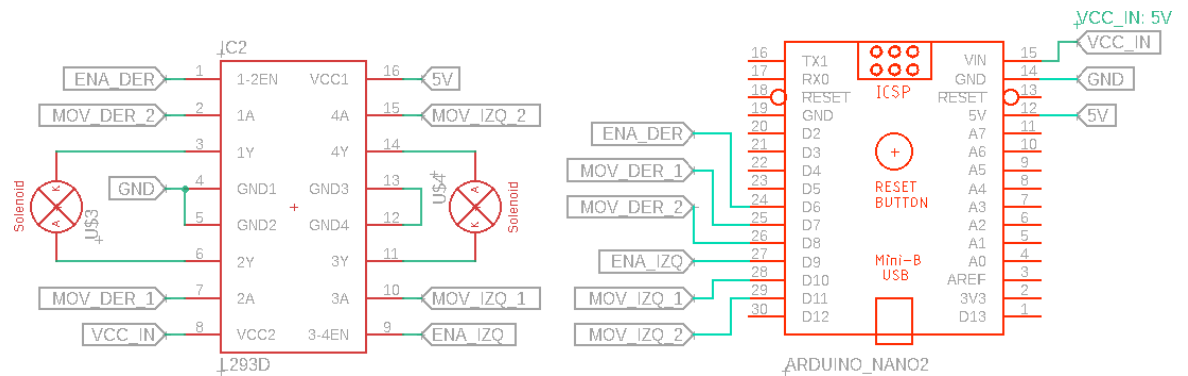 IC2
ENA_DER 1 1-2EN VCC1 16 5V
MOV_DER_2 2 1A 4A 15 MOV_IZQ_2
3 1Y 4Y 14
GND 4 GND1 GND3 13
5 GND2 GND4 12
Solenoid K A U$3
U$4 A K Solenoid
6 2Y 3Y 11
MOV_DER_1 7 2A 3A 10 MOV_IZQ_1
VCC_IN 8 VCC2 3-4EN 9 ENA_IZQ
L293D
VCC_IN: 5V
16 TX1 VIN 15 VCC_IN
17 RX0 GND 14 GND
18 RESET RESET 13
19 GND 5V 12 5V
ENA_DER 20 D2 A7 11
21 D3 A6 10
MOV_DER_1 22 D4 A5 9
23 D5 A4 8
MOV_DER_2 24 D6 A3 7
25 D7 A2 6
26 D8 A1 5
ENA_IZQ 27 D9 A0 4
28 D10 AREF 3
MOV_IZQ_1 29 D11 3V3 2
30 D12 D13 1
MOV_IZQ_2
ICSP
RESET
BUTTON
Mini-B
USB
ARDUINO_NANO2